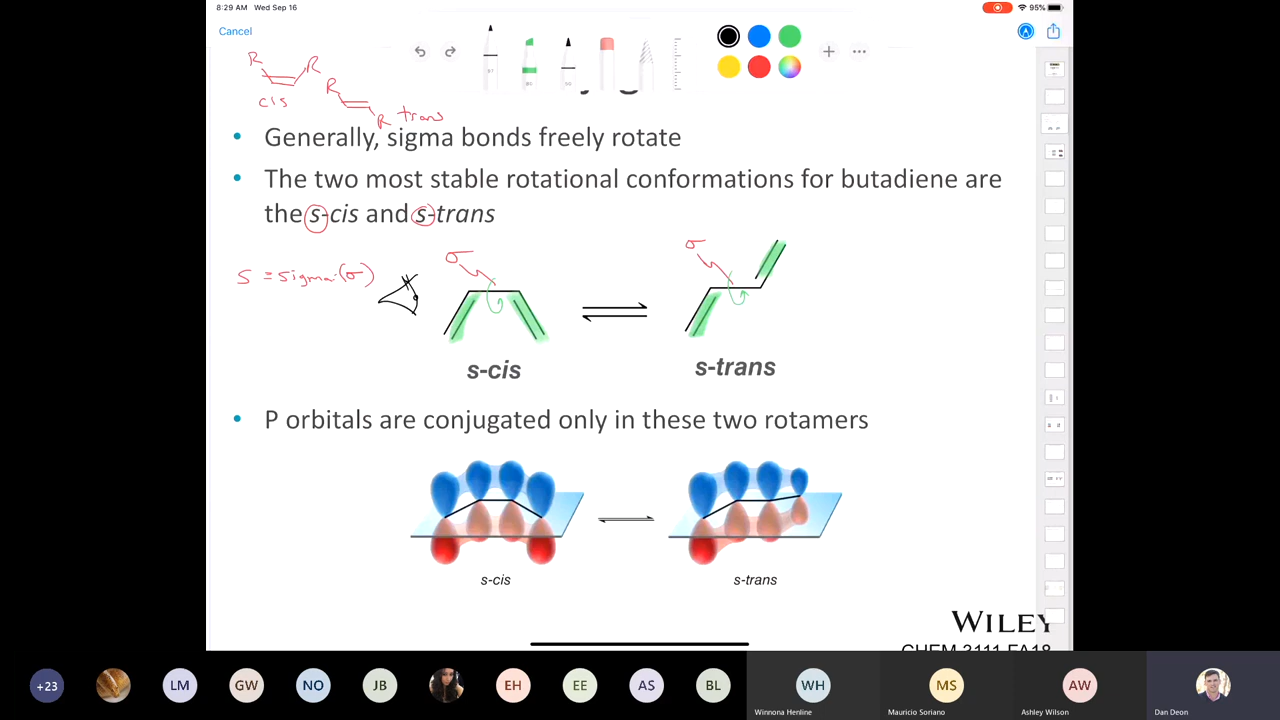 8:29 AM Wed Sep 16
95%
Cancel
R
R
cis
R
R trans
• Generally, sigma bonds freely rotate
• The two most stable rotational conformations for butadiene are
the s-cis and s-trans
S = sigma (σ)
σ
σ
s-cis
s-trans
• P orbitals are conjugated only in these two rotamers
s-cis
s-trans
WILEY
CHEM 3111 FA18
+23
LM
GW
NO
JB
EH
EE
AS
BL
WH
Winnona Henline
MS
Mauricio Soriano
AW
Ashley Wilson
Dan Deon